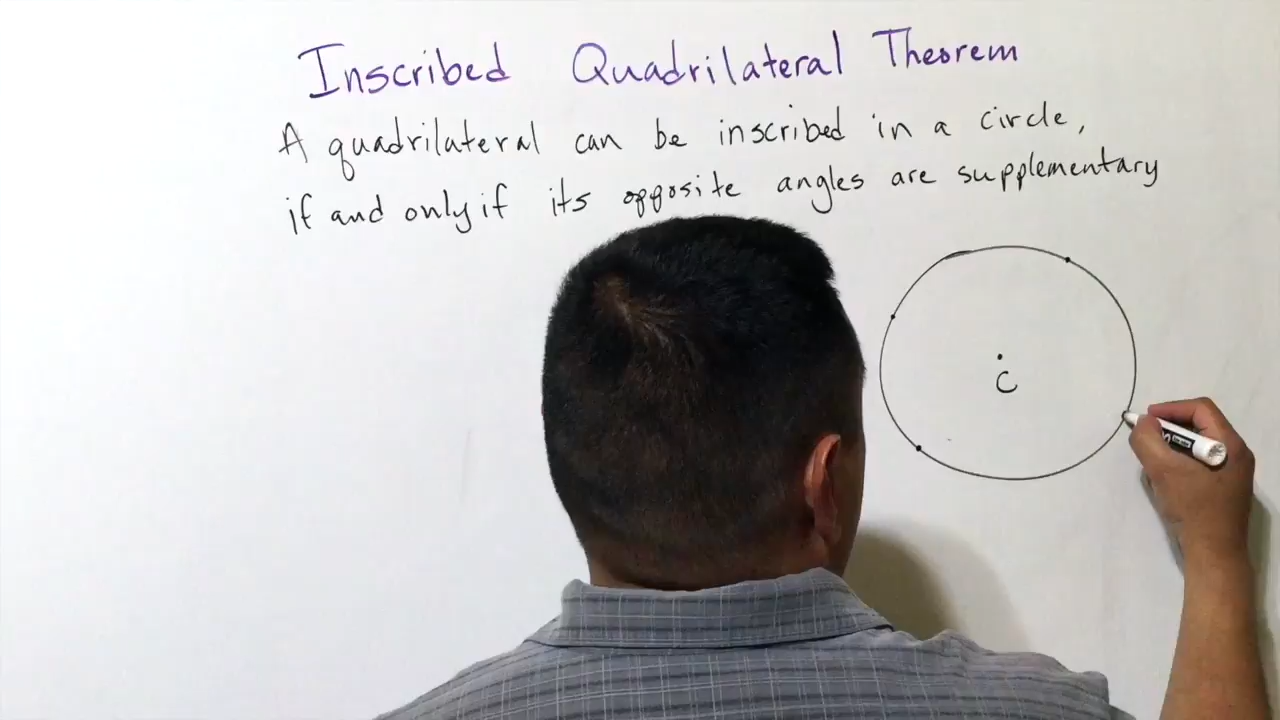 Inscribed Quadrilateral Theorem
A quadrilateral can be inscribed in a circle,
if and only if its opposite angles are supplementary
C